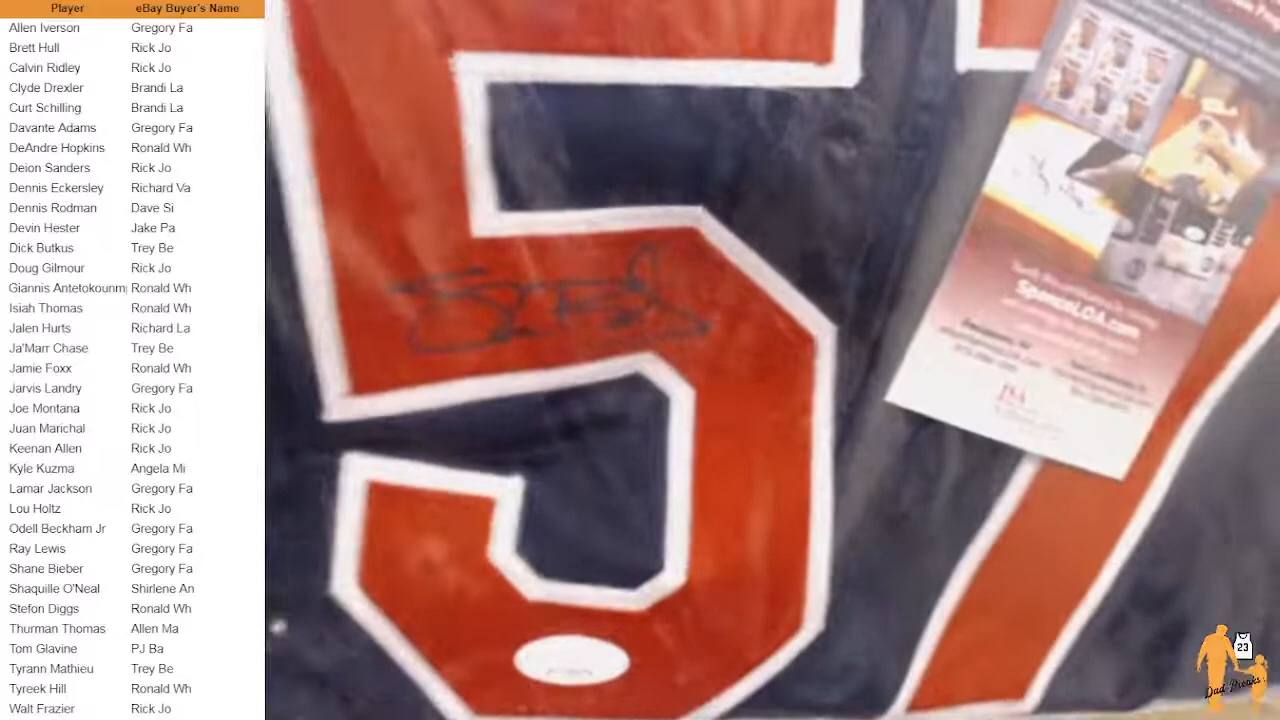 Player eBay Buyer's Name
Allen Iverson Gregory Fa
Brett Hull Rick Jo
Calvin Ridley Rick Jo
Clyde Drexler Brandi La
Curt Schilling Brandi La
Davante Adams Gregory Fa
DeAndre Hopkins Ronald Wh
Deion Sanders Rick Jo
Dennis Eckersley Richard Va
Dennis Rodman Dave Si
Devin Hester Jake Pa
Dick Butkus Trey Be
Doug Gilmour Rick Jo
Giannis Antetokounm Ronald Wh
Isiah Thomas Ronald Wh
Jalen Hurts Richard La
Ja'Marr Chase Trey Be
Jamie Foxx Ronald Wh
Jarvis Landry Gregory Fa
Joe Montana Rick Jo
Juan Marichal Rick Jo
Keenan Allen Rick Jo
Kyle Kuzma Angela Mi
Lamar Jackson Gregory Fa
Lou Holtz Rick Jo
Odell Beckham Jr Gregory Fa
Ray Lewis Gregory Fa
Shane Bieber Gregory Fa
Shaquille O'Neal Shirlene An
Stefon Diggs Ronald Wh
Thurman Thomas Allen Ma
Tom Glavine PJ Ba
Tyrann Mathieu Trey Be
Tyreek Hill Ronald Wh
Walt Frazier Rick Jo
57
SpenceLOA.com
JSA
23
Dad Breaks